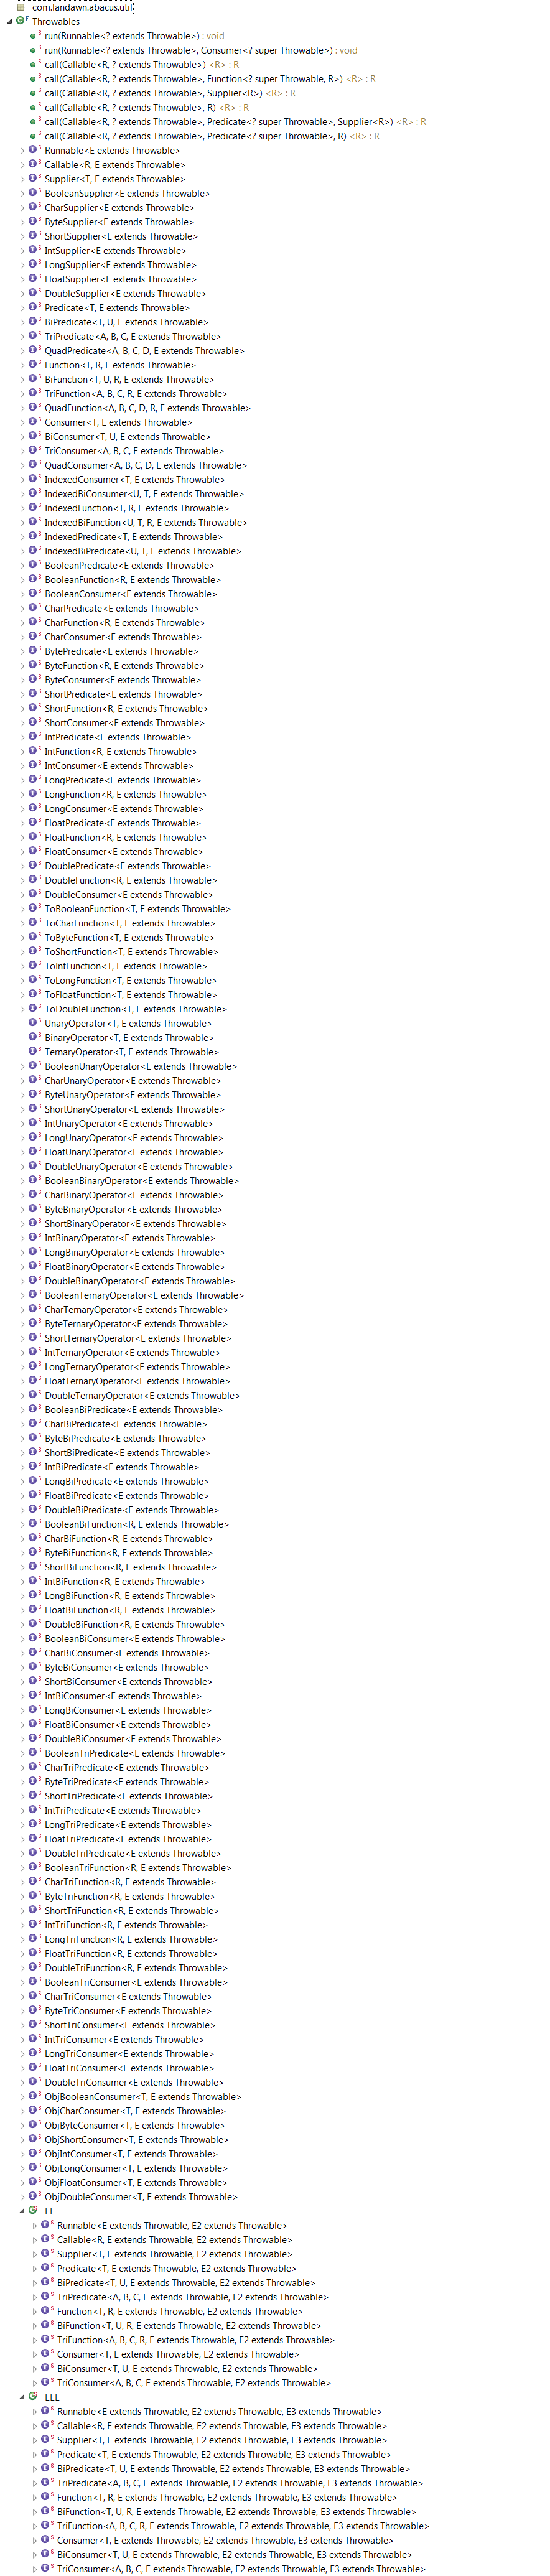 com.landawn.abacus.util
Throwables
run(Runnable<? extends Throwable>) : void
run(Runnable<? extends Throwable>, Consumer<? super Throwable>) : void
call(Callable<R, ? extends Throwable>) <R> : R
call(Callable<R, ? extends Throwable>, Function<? super Throwable, R>) <R> : R
call(Callable<R, ? extends Throwable>, Supplier<R>) <R> : R
call(Callable<R, ? extends Throwable>, R) <R> : R
call(Callable<R, ? extends Throwable>, Predicate<? super Throwable>, Supplier<R>) <R> : R
call(Callable<R, ? extends Throwable>, Predicate<? super Throwable>, R) <R> : R
Runnable<E extends Throwable>
Callable<R, E extends Throwable>
Supplier<T, E extends Throwable>
BooleanSupplier<E extends Throwable>
CharSupplier<E extends Throwable>
ByteSupplier<E extends Throwable>
ShortSupplier<E extends Throwable>
IntSupplier<E extends Throwable>
LongSupplier<E extends Throwable>
FloatSupplier<E extends Throwable>
DoubleSupplier<E extends Throwable>
Predicate<T, E extends Throwable>
BiPredicate<T, U, E extends Throwable>
TriPredicate<A, B, C, E extends Throwable>
QuadPredicate<A, B, C, D, E extends Throwable>
Function<T, R, E extends Throwable>
BiFunction<T, U, R, E extends Throwable>
TriFunction<A, B, C, R, E extends Throwable>
QuadFunction<A, B, C, D, R, E extends Throwable>
Consumer<T, E extends Throwable>
BiConsumer<T, U, E extends Throwable>
TriConsumer<A, B, C, E extends Throwable>
QuadConsumer<A, B, C, D, E extends Throwable>
IndexedConsumer<T, E extends Throwable>
IndexedBiConsumer<U, T, E extends Throwable>
IndexedFunction<T, R, E extends Throwable>
IndexedBiFunction<U, T, R, E extends Throwable>
IndexedPredicate<T, E extends Throwable>
IndexedBiPredicate<U, T, E extends Throwable>
BooleanPredicate<E extends Throwable>
BooleanFunction<R, E extends Throwable>
BooleanConsumer<E extends Throwable>
CharPredicate<E extends Throwable>
CharFunction<R, E extends Throwable>
CharConsumer<E extends Throwable>
BytePredicate<E extends Throwable>
ByteFunction<R, E extends Throwable>
ByteConsumer<E extends Throwable>
ShortPredicate<E extends Throwable>
ShortFunction<R, E extends Throwable>
ShortConsumer<E extends Throwable>
IntPredicate<E extends Throwable>
IntFunction<R, E extends Throwable>
IntConsumer<E extends Throwable>
LongPredicate<E extends Throwable>
LongFunction<R, E extends Throwable>
LongConsumer<E extends Throwable>
FloatPredicate<E extends Throwable>
FloatFunction<R, E extends Throwable>
FloatConsumer<E extends Throwable>
DoublePredicate<E extends Throwable>
DoubleFunction<R, E extends Throwable>
DoubleConsumer<E extends Throwable>
ToBooleanFunction<T, E extends Throwable>
ToCharFunction<T, E extends Throwable>
ToByteFunction<T, E extends Throwable>
ToShortFunction<T, E extends Throwable>
ToIntFunction<T, E extends Throwable>
ToLongFunction<T, E extends Throwable>
ToFloatFunction<T, E extends Throwable>
ToDoubleFunction<T, E extends Throwable>
UnaryOperator<T, E extends Throwable>
BinaryOperator<T, E extends Throwable>
TernaryOperator<T, E extends Throwable>
BooleanUnaryOperator<E extends Throwable>
CharUnaryOperator<E extends Throwable>
ByteUnaryOperator<E extends Throwable>
ShortUnaryOperator<E extends Throwable>
IntUnaryOperator<E extends Throwable>
LongUnaryOperator<E extends Throwable>
FloatUnaryOperator<E extends Throwable>
DoubleUnaryOperator<E extends Throwable>
BooleanBinaryOperator<E extends Throwable>
CharBinaryOperator<E extends Throwable>
ByteBinaryOperator<E extends Throwable>
ShortBinaryOperator<E extends Throwable>
IntBinaryOperator<E extends Throwable>
LongBinaryOperator<E extends Throwable>
FloatBinaryOperator<E extends Throwable>
DoubleBinaryOperator<E extends Throwable>
BooleanTernaryOperator<E extends Throwable>
CharTernaryOperator<E extends Throwable>
ByteTernaryOperator<E extends Throwable>
ShortTernaryOperator<E extends Throwable>
IntTernaryOperator<E extends Throwable>
LongTernaryOperator<E extends Throwable>
FloatTernaryOperator<E extends Throwable>
DoubleTernaryOperator<E extends Throwable>
BooleanBiPredicate<E extends Throwable>
CharBiPredicate<E extends Throwable>
ByteBiPredicate<E extends Throwable>
ShortBiPredicate<E extends Throwable>
IntBiPredicate<E extends Throwable>
LongBiPredicate<E extends Throwable>
FloatBiPredicate<E extends Throwable>
DoubleBiPredicate<E extends Throwable>
BooleanBiFunction<R, E extends Throwable>
CharBiFunction<R, E extends Throwable>
ByteBiFunction<R, E extends Throwable>
ShortBiFunction<R, E extends Throwable>
IntBiFunction<R, E extends Throwable>
LongBiFunction<R, E extends Throwable>
FloatBiFunction<R, E extends Throwable>
DoubleBiFunction<R, E extends Throwable>
BooleanBiConsumer<E extends Throwable>
CharBiConsumer<E extends Throwable>
ByteBiConsumer<E extends Throwable>
ShortBiConsumer<E extends Throwable>
IntBiConsumer<E extends Throwable>
LongBiConsumer<E extends Throwable>
FloatBiConsumer<E extends Throwable>
DoubleBiConsumer<E extends Throwable>
BooleanTriPredicate<E extends Throwable>
CharTriPredicate<E extends Throwable>
ByteTriPredicate<E extends Throwable>
ShortTriPredicate<E extends Throwable>
IntTriPredicate<E extends Throwable>
LongTriPredicate<E extends Throwable>
FloatTriPredicate<E extends Throwable>
DoubleTriPredicate<E extends Throwable>
BooleanTriFunction<R, E extends Throwable>
CharTriFunction<R, E extends Throwable>
ByteTriFunction<R, E extends Throwable>
ShortTriFunction<R, E extends Throwable>
IntTriFunction<R, E extends Throwable>
LongTriFunction<R, E extends Throwable>
FloatTriFunction<R, E extends Throwable>
DoubleTriFunction<R, E extends Throwable>
BooleanTriConsumer<E extends Throwable>
CharTriConsumer<E extends Throwable>
ByteTriConsumer<E extends Throwable>
ShortTriConsumer<E extends Throwable>
IntTriConsumer<E extends Throwable>
LongTriConsumer<E extends Throwable>
FloatTriConsumer<E extends Throwable>
DoubleTriConsumer<E extends Throwable>
ObjBooleanConsumer<T, E extends Throwable>
ObjCharConsumer<T, E extends Throwable>
ObjByteConsumer<T, E extends Throwable>
ObjShortConsumer<T, E extends Throwable>
ObjIntConsumer<T, E extends Throwable>
ObjLongConsumer<T, E extends Throwable>
ObjFloatConsumer<T, E extends Throwable>
ObjDoubleConsumer<T, E extends Throwable>
EE
Runnable<E extends Throwable, E2 extends Throwable>
Callable<R, E extends Throwable, E2 extends Throwable>
Supplier<T, E extends Throwable, E2 extends Throwable>
Predicate<T, E extends Throwable, E2 extends Throwable>
BiPredicate<T, U, E extends Throwable, E2 extends Throwable>
TriPredicate<A, B, C, E extends Throwable, E2 extends Throwable>
Function<T, R, E extends Throwable, E2 extends Throwable>
BiFunction<T, U, R, E extends Throwable, E2 extends Throwable>
TriFunction<A, B, C, R, E extends Throwable, E2 extends Throwable>
Consumer<T, E extends Throwable, E2 extends Throwable>
BiConsumer<T, U, E extends Throwable, E2 extends Throwable>
TriConsumer<A, B, C, E extends Throwable, E2 extends Throwable>
EEE
Runnable<E extends Throwable, E2 extends Throwable, E3 extends Throwable>
Callable<R, E extends Throwable, E2 extends Throwable, E3 extends Throwable>
Supplier<T, E extends Throwable, E2 extends Throwable, E3 extends Throwable>
Predicate<T, E extends Throwable, E2 extends Throwable, E3 extends Throwable>
BiPredicate<T, U, E extends Throwable, E2 extends Throwable, E3 extends Throwable>
TriPredicate<A, B, C, E extends Throwable, E2 extends Throwable, E3 extends Throwable>
Function<T, R, E extends Throwable, E2 extends Throwable, E3 extends Throwable>
BiFunction<T, U, R, E extends Throwable, E2 extends Throwable, E3 extends Throwable>
TriFunction<A, B, C, R, E extends Throwable, E2 extends Throwable, E3 extends Throwable>
Consumer<T, E extends Throwable, E2 extends Throwable, E3 extends Throwable>
BiConsumer<T, U, E extends Throwable, E2 extends Throwable, E3 extends Throwable>
TriConsumer<A, B, C, E extends Throwable, E2 extends Throwable, E3 extends Throwable>